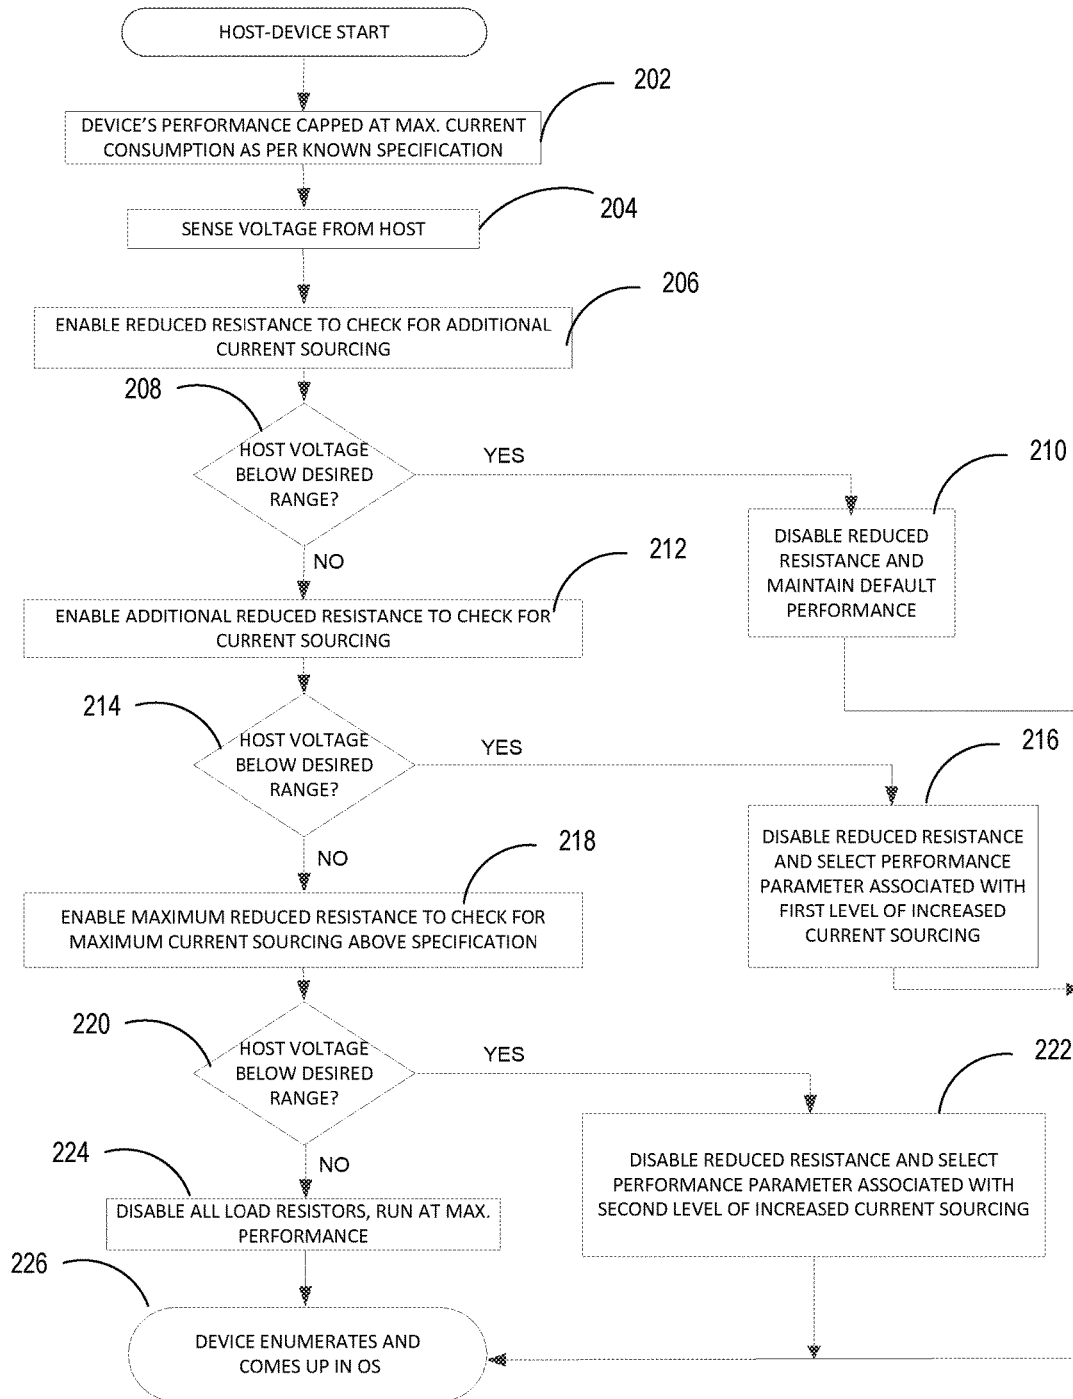 HOST-DEVICE START
202
DEVICE'S PERFORMANCE CAPPED AT MAX. CURRENT
CONSUMPTION AS PER KNOWN SPECIFICATION
204
SENSE VOLTAGE FROM HOST
206
ENABLE REDUCED RESISTANCE TO CHECK FOR ADDITIONAL
CURRENT SOURCING
208
HOST VOLTAGE
BELOW DESIRED
RANGE?
YES
210
DISABLE REDUCED
RESISTANCE AND
MAINTAIN DEFAULT
PERFORMANCE
NO
212
ENABLE ADDITIONAL REDUCED RESISTANCE TO CHECK FOR
CURRENT SOURCING
214
HOST VOLTAGE
BELOW DESIRED
RANGE?
YES
216
DISABLE REDUCED RESISTANCE
AND SELECT PERFORMANCE
PARAMETER ASSOCIATED WITH
FIRST LEVEL OF INCREASED
CURRENT SOURCING
NO
218
ENABLE MAXIMUM REDUCED RESISTANCE TO CHECK FOR
MAXIMUM CURRENT SOURCING ABOVE SPECIFICATION
220
HOST VOLTAGE
BELOW DESIRED
RANGE?
YES
222
DISABLE REDUCED RESISTANCE AND SELECT
PERFORMANCE PARAMETER ASSOCIATED WITH
SECOND LEVEL OF INCREASED CURRENT SOURCING
NO
224
DISABLE ALL LOAD RESISTORS, RUN AT MAX.
PERFORMANCE
226
DEVICE ENUMERATES AND
COMES UP IN OS